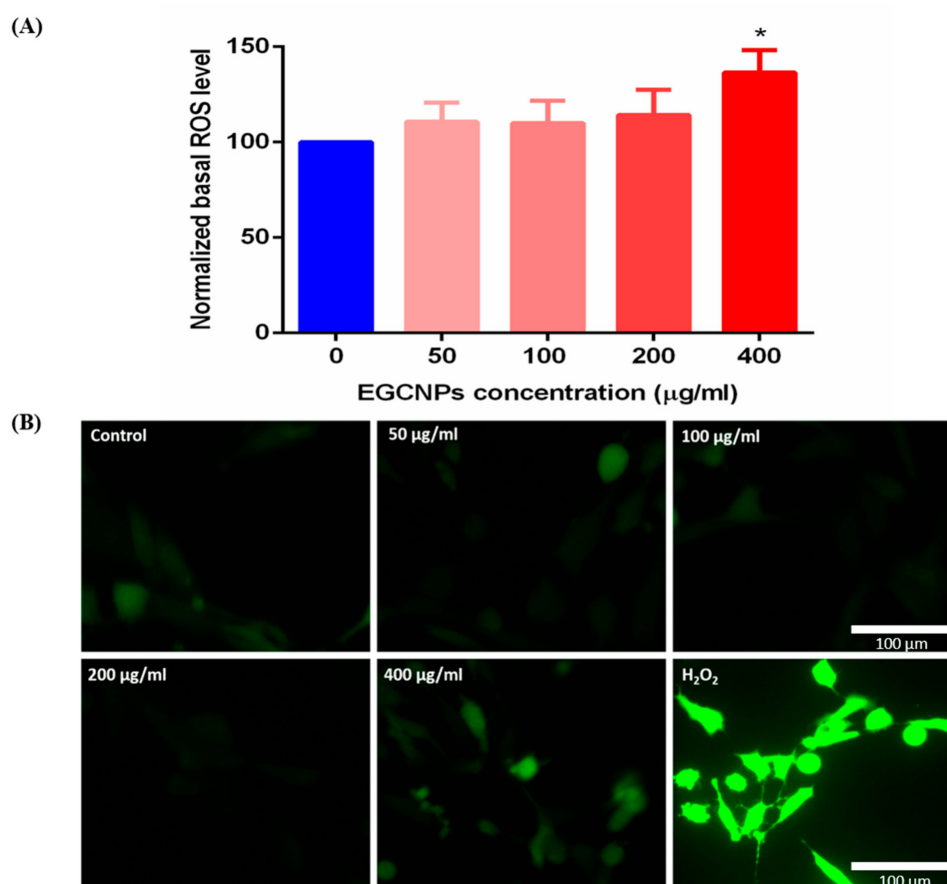 (A)
Normalized basal ROS level
150
100
50
0
*
0 50 100 200 400
EGCNPs concentration (μg/ml)
(B)
Control
50 μg/ml
100 μg/ml
100 μm
200 μg/ml
400 μg/ml
H₂O₂
100 μm